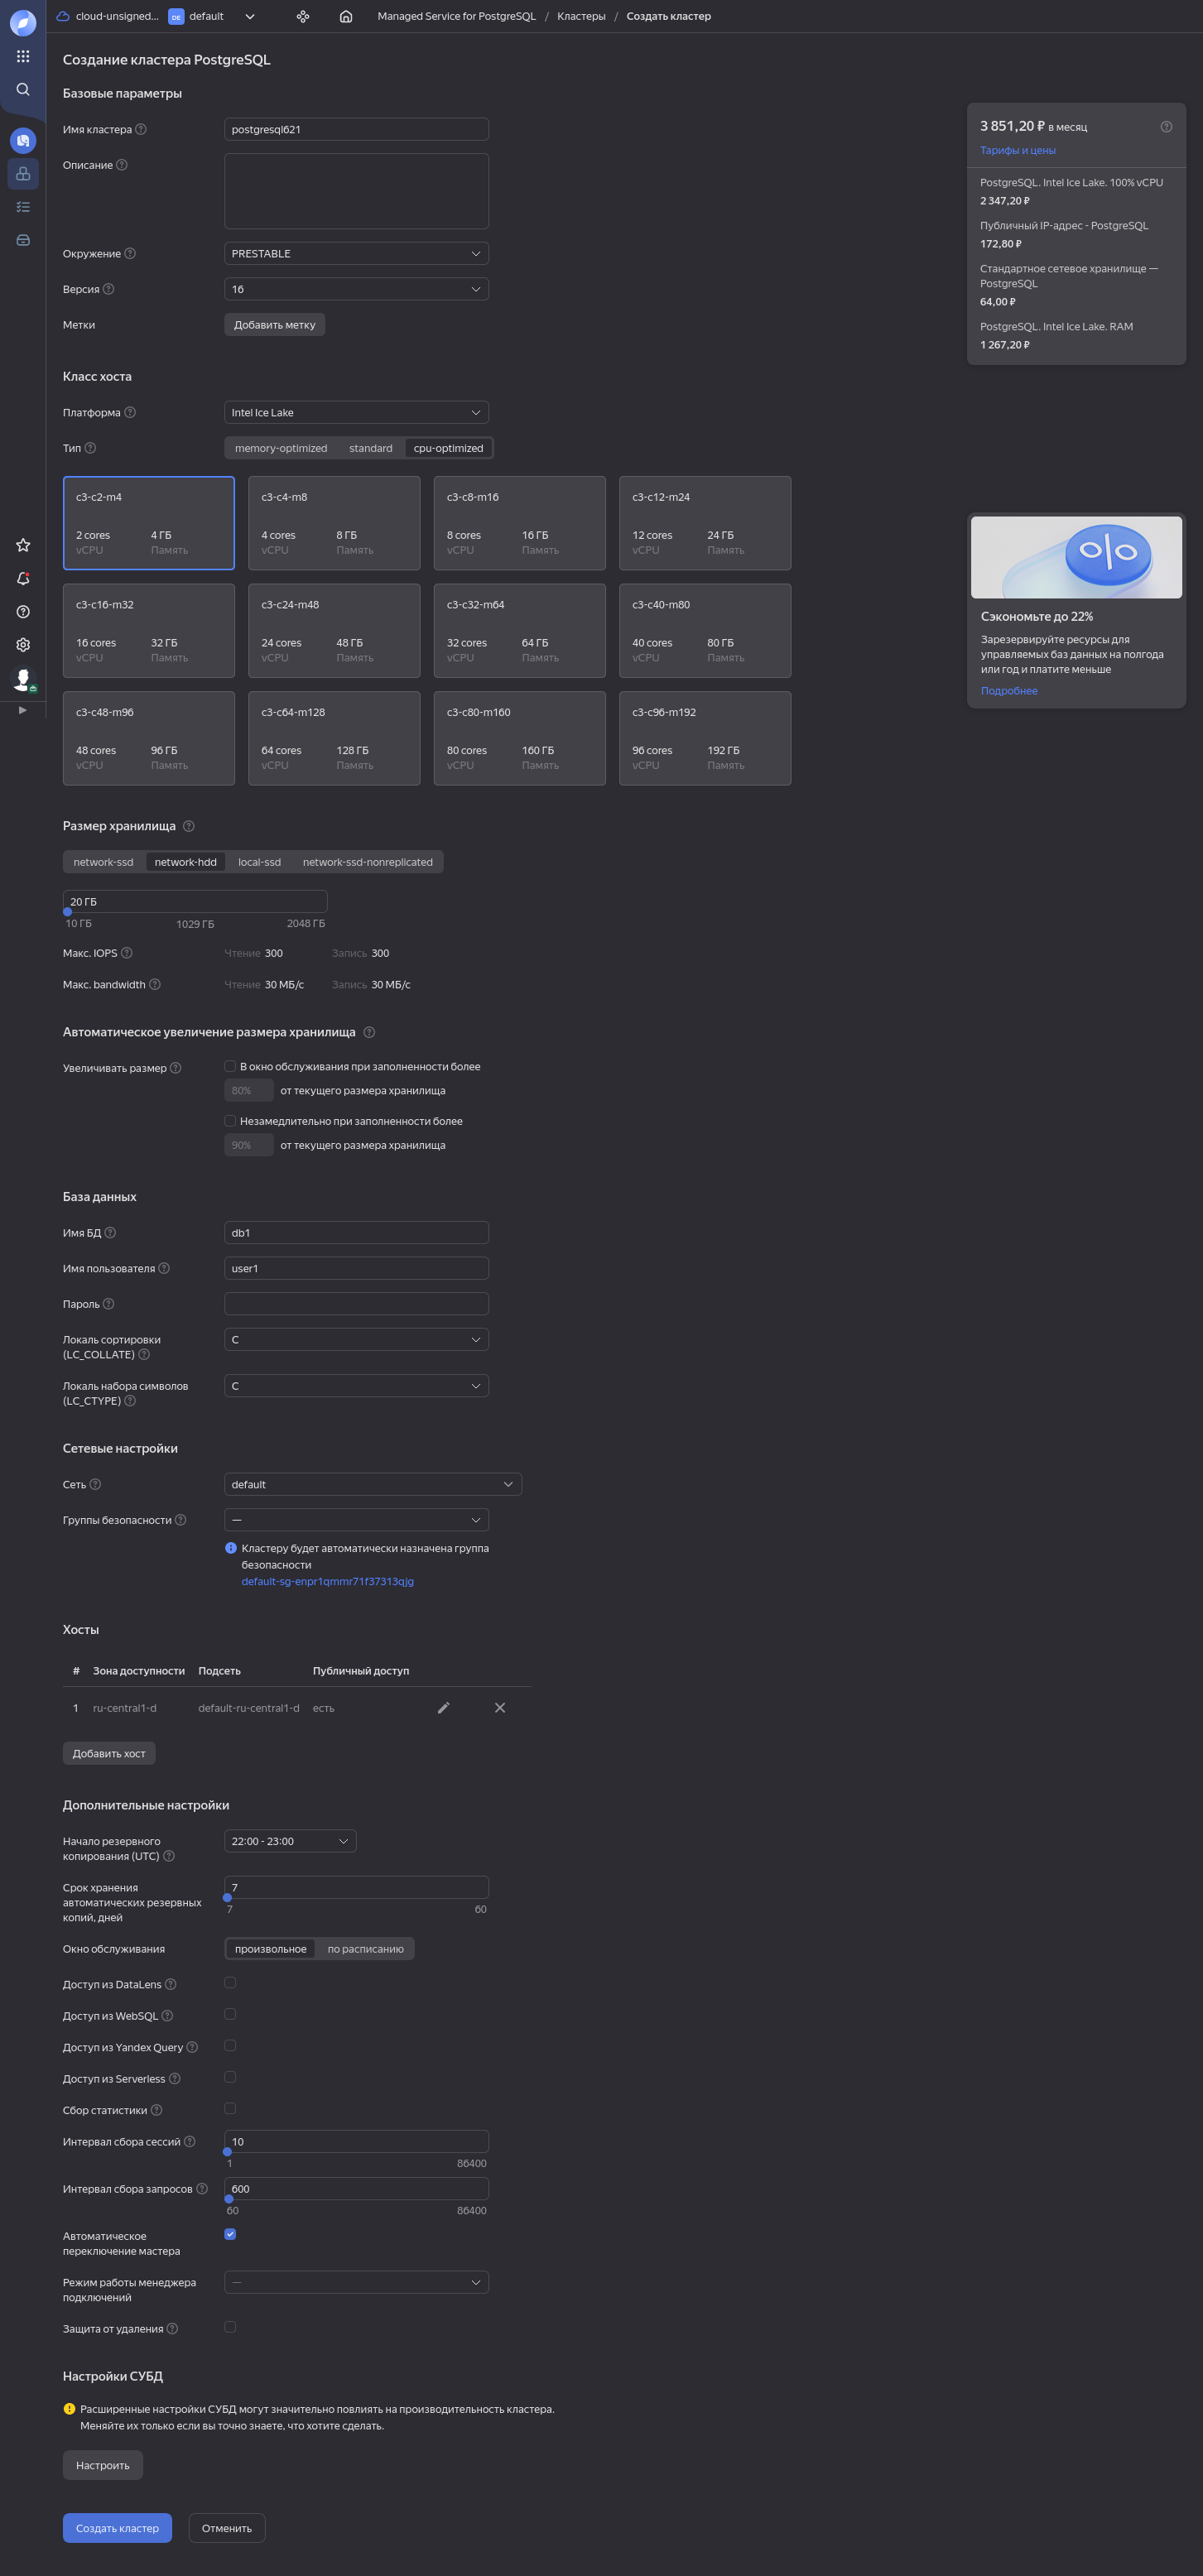 cloud-unsigned...
DE
default
Managed Service for PostgreSQL / Кластеры / Создать кластер
Создание кластера PostgreSQL
Базовые параметры
Имя кластера
postgresql621
Описание
Окружение
PRESTABLE
Версия
16
Метки
Добавить метку
3 851,20 ₽ в месяц
Тарифы и цены
PostgreSQL. Intel Ice Lake. 100% vCPU
2 347,20 ₽
Публичный IP-адрес - PostgreSQL
172,80 ₽
Стандартное сетевое хранилище —
PostgreSQL
64,00 ₽
PostgreSQL. Intel Ice Lake. RAM
1 267,20 ₽
Класс хоста
Платформа
Intel Ice Lake
Тип
memory-optimized standard cpu-optimized
c3-c2-m4
2 cores 4 ГБ
vCPU Память
c3-c4-m8
4 cores 8 ГБ
vCPU Память
c3-c8-m16
8 cores 16 ГБ
vCPU Память
c3-c12-m24
12 cores 24 ГБ
vCPU Память
c3-c16-m32
16 cores 32 ГБ
vCPU Память
c3-c24-m48
24 cores 48 ГБ
vCPU Память
c3-c32-m64
32 cores 64 ГБ
vCPU Память
c3-c40-m80
40 cores 80 ГБ
vCPU Память
c3-c48-m96
48 cores 96 ГБ
vCPU Память
c3-c64-m128
64 cores 128 ГБ
vCPU Память
c3-c80-m160
80 cores 160 ГБ
vCPU Память
c3-c96-m192
96 cores 192 ГБ
vCPU Память
%
Сэкономьте до 22%
Зарезервируйте ресурсы для
управляемых баз данных на полгода
или год и платите меньше
Подробнее
Размер хранилища
network-ssd network-hdd local-ssd network-ssd-nonreplicated
20 ГБ
10 ГБ 1029 ГБ 2048 ГБ
Макс. IOPS
Чтение 300 Запись 300
Макс. bandwidth
Чтение 30 МБ/с Запись 30 МБ/с
Автоматическое увеличение размера хранилища
Увеличивать размер
В окно обслуживания при заполненности более
80% от текущего размера хранилища
Незамедлительно при заполненности более
90% от текущего размера хранилища
База данных
Имя БД
db1
Имя пользователя
user1
Пароль
Локаль сортировки
(LC_COLLATE)
C
Локаль набора символов
(LC_CTYPE)
C
Сетевые настройки
Сеть
default
Группы безопасности
—
Кластеру будет автоматически назначена группа
безопасности
default-sg-enpr1qmmr71f37313qjg
Хосты
# Зона доступности Подсеть Публичный доступ
1 ru-central1-d default-ru-central1-d есть
Добавить хост
Дополнительные настройки
Начало резервного
копирования (UTC)
22:00 - 23:00
Срок хранения
автоматических резервных
копий, дней
7
7 60
Окно обслуживания
произвольное по расписанию
Доступ из DataLens
Доступ из WebSQL
Доступ из Yandex Query
Доступ из Serverless
Сбор статистики
Интервал сбора сессий
10
1 86400
Интервал сбора запросов
600
60 86400
Автоматическое
переключение мастера
Режим работы менеджера
подключений
—
Защита от удаления
Настройки СУБД
Расширенные настройки СУБД могут значительно повлиять на производительность кластера.
Меняйте их только если вы точно знаете, что хотите сделать.
Настроить
Создать кластер
Отменить